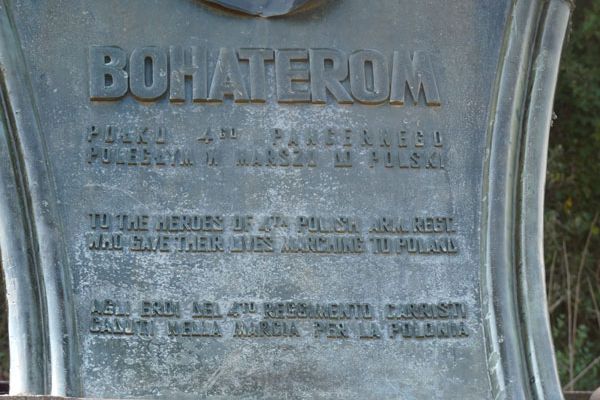 BOHATEROM
PUŁKU 4GO PANCERNEGO
POLEGŁYM W MARSZU DO POLSKI
TO THE HEROES OF 4TH POLISH ARM. REGT.
WHO GAVE THEIR LIVES MARCHING TO POLAND
AGLI EROI DEL 4TO REGGIMENTO CARRISTI
CADUTI NELLA MARCIA PER LA POLONIA